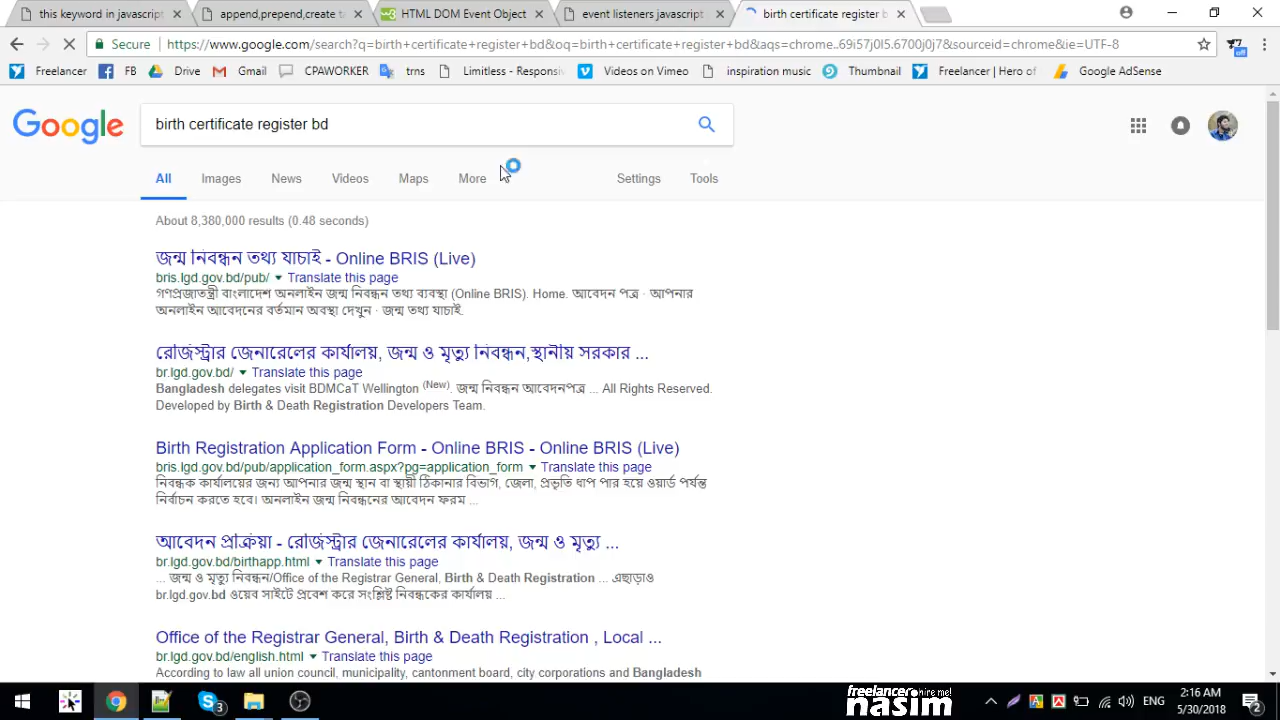 this keyword in javascript
append,prepend,create t
HTML DOM Event Object
event listeners javascript
birth certificate register b
Secure
https://www.google.com/search?q=birth+certificate+register+bd&oq=birth+certificate+register+bd&aqs=chrome..69i57j0l5.6700j0j7&sourceid=chrome&ie=UTF-8
off
Freelancer
FB
Drive
Gmail
CPAWORKER
trns
Limitless - Responsi
Videos on Vimeo
inspiration music
Thumbnail
Freelancer | Hero of
Google AdSense
Google
birth certificate register bd
All
Images
News
Videos
Maps
More
Settings
Tools
About 8,380,000 results (0.48 seconds)
জন্ম নিবন্ধন তথ্য যাচাই - Online BRIS (Live)
bris.lgd.gov.bd/pub/ ▼ Translate this page
গণপ্রজাতন্ত্রী বাংলাদেশ অনলাইন জন্ম নিবন্ধন তথ্য ব্যবস্থা (Online BRIS). Home. আবেদন পত্র · আপনার
অনলাইন আবেদনের বর্তমান অবস্থা দেখুন · জন্ম তথ্য যাচাই.
রেজিস্ট্রার জেনারেলের কার্যালয়, জন্ম ও মৃত্যু নিবন্ধন,স্থানীয় সরকার ...
br.lgd.gov.bd/ ▼ Translate this page
Bangladesh delegates visit BDMCaT Wellington (New). জন্ম নিবন্ধন আবেদনপত্র ... All Rights Reserved.
Developed by Birth & Death Registration Developers Team.
Birth Registration Application Form - Online BRIS - Online BRIS (Live)
bris.lgd.gov.bd/pub/application_form.aspx?pg=application_form ▼ Translate this page
নিবন্ধক কার্যালয়ের জন্য আপনার জন্ম স্থান বা স্থায়ী ঠিকানার বিভাগ, জেলা, প্রভৃতি ধাপ পার হয়ে ওয়ার্ড পর্যন্ত
নির্বাচন করতে হবে। অনলাইন জন্ম নিবন্ধনের আবেদন ফরম ...
আবেদন প্রক্রিয়া - রেজিস্ট্রার জেনারেলের কার্যালয়, জন্ম ও মৃত্যু ...
br.lgd.gov.bd/birthapp.html ▼ Translate this page
... জন্ম ও মৃত্যু নিবন্ধন/Office of the Registrar General, Birth & Death Registration ... এছাড়াও
br.lgd.gov.bd ওয়েব সাইটে প্রবেশ করে সংশ্লিষ্ট নিবন্ধকের কার্যালয় ...
Office of the Registrar General, Birth & Death Registration , Local ...
br.lgd.gov.bd/english.html ▼ Translate this page
According to law all union council, municipality, cantonment board, city corporations and Bangladesh
3
freelancer hire me!
nasim
ENG
2:16 AM
5/30/2018
2